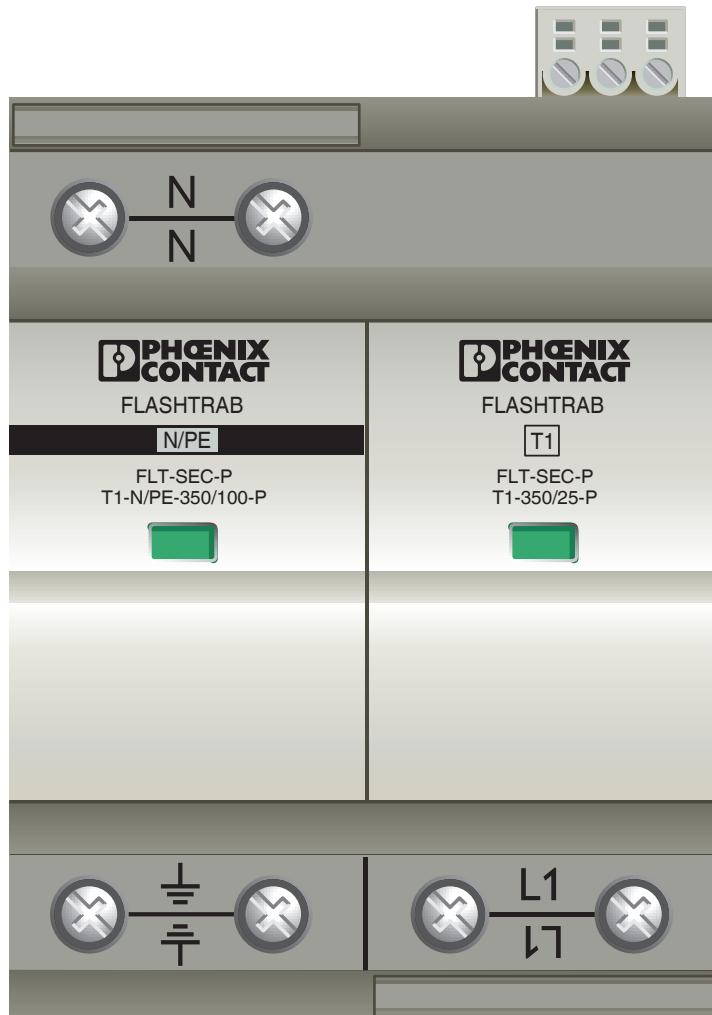 N
N
PHŒNIX
CONTACT
FLASHTRAB
N/PE
FLT-SEC-P
T1-N/PE-350/100-P
PHŒNIX
CONTACT
FLASHTRAB
T1
FLT-SEC-P
T1-350/25-P
L1
L1